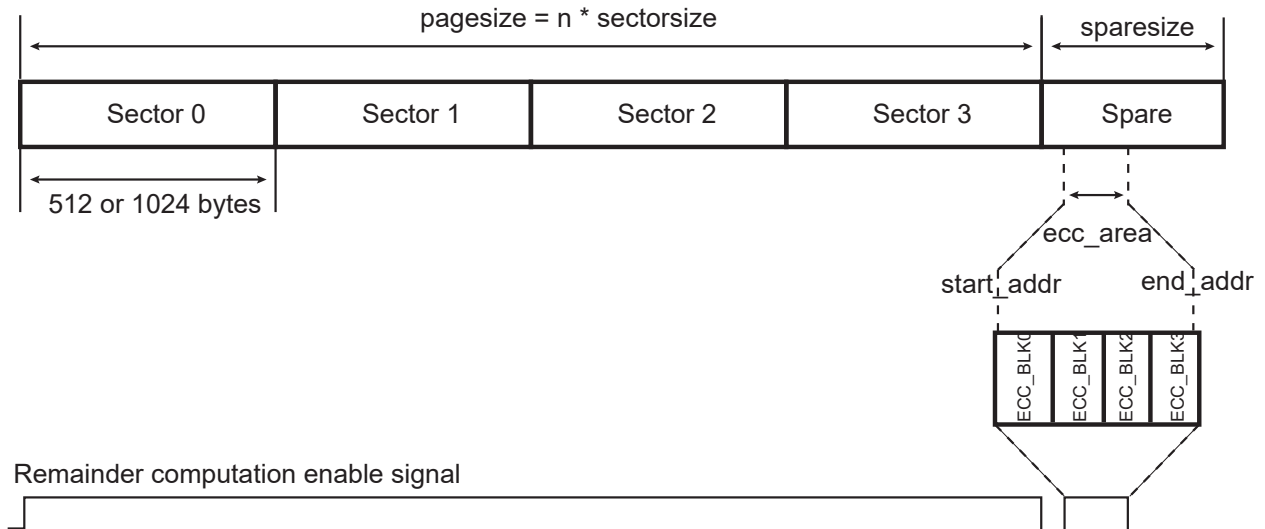 pagesize = n * sectorsize
sparesize
Sector 0
Sector 1
Sector 2
Sector 3
Spare
512 or 1024 bytes
ecc_area
start_addr
end_addr
ECC_BLK0
ECC_BLK1
ECC_BLK2
ECC_BLK3
Remainder computation enable signal